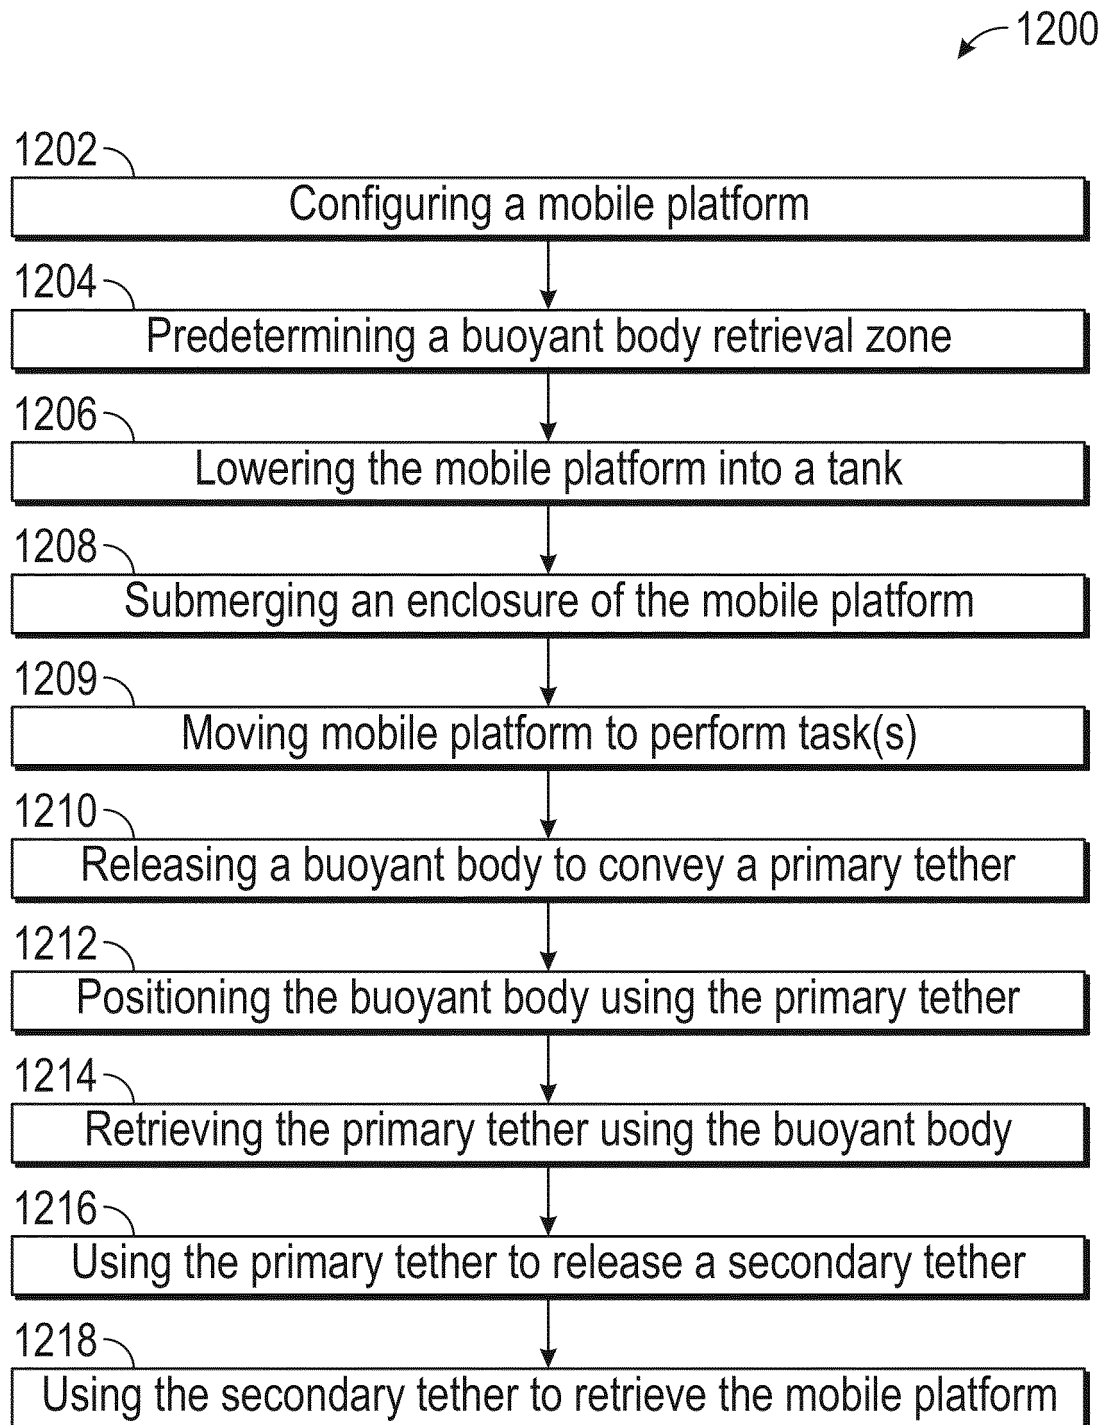 1200
1202
Configuring a mobile platform
1204
Predetermining a buoyant body retrieval zone
1206
Lowering the mobile platform into a tank
1208
Submerging an enclosure of the mobile platform
1209
Moving mobile platform to perform task(s)
1210
Releasing a buoyant body to convey a primary tether
1212
Positioning the buoyant body using the primary tether
1214
Retrieving the primary tether using the buoyant body
1216
Using the primary tether to release a secondary tether
1218
Using the secondary tether to retrieve the mobile platform